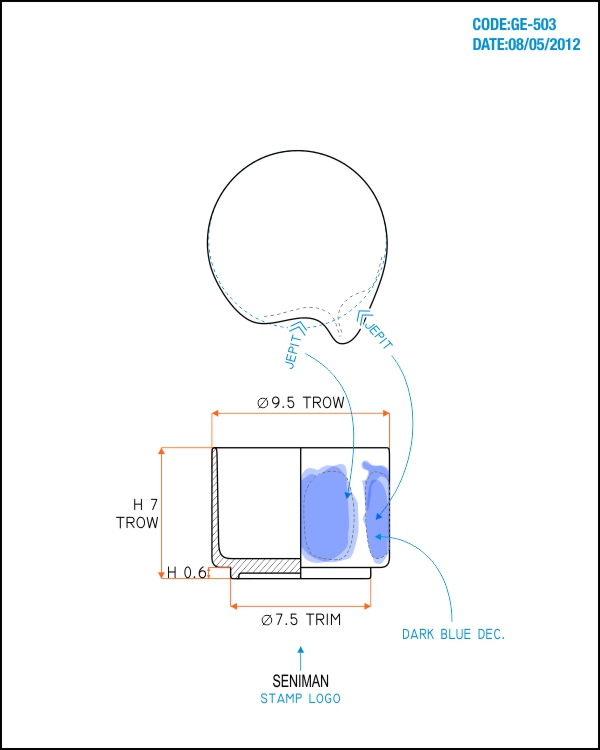 CODE:GE-503
DATE:08/05/2012
JEPIT
JEPIT
Ø9.5 TROW
H 7
TROW
H 0.6
Ø7.5 TRIM
DARK BLUE DEC.
SENIMAN
STAMP LOGO